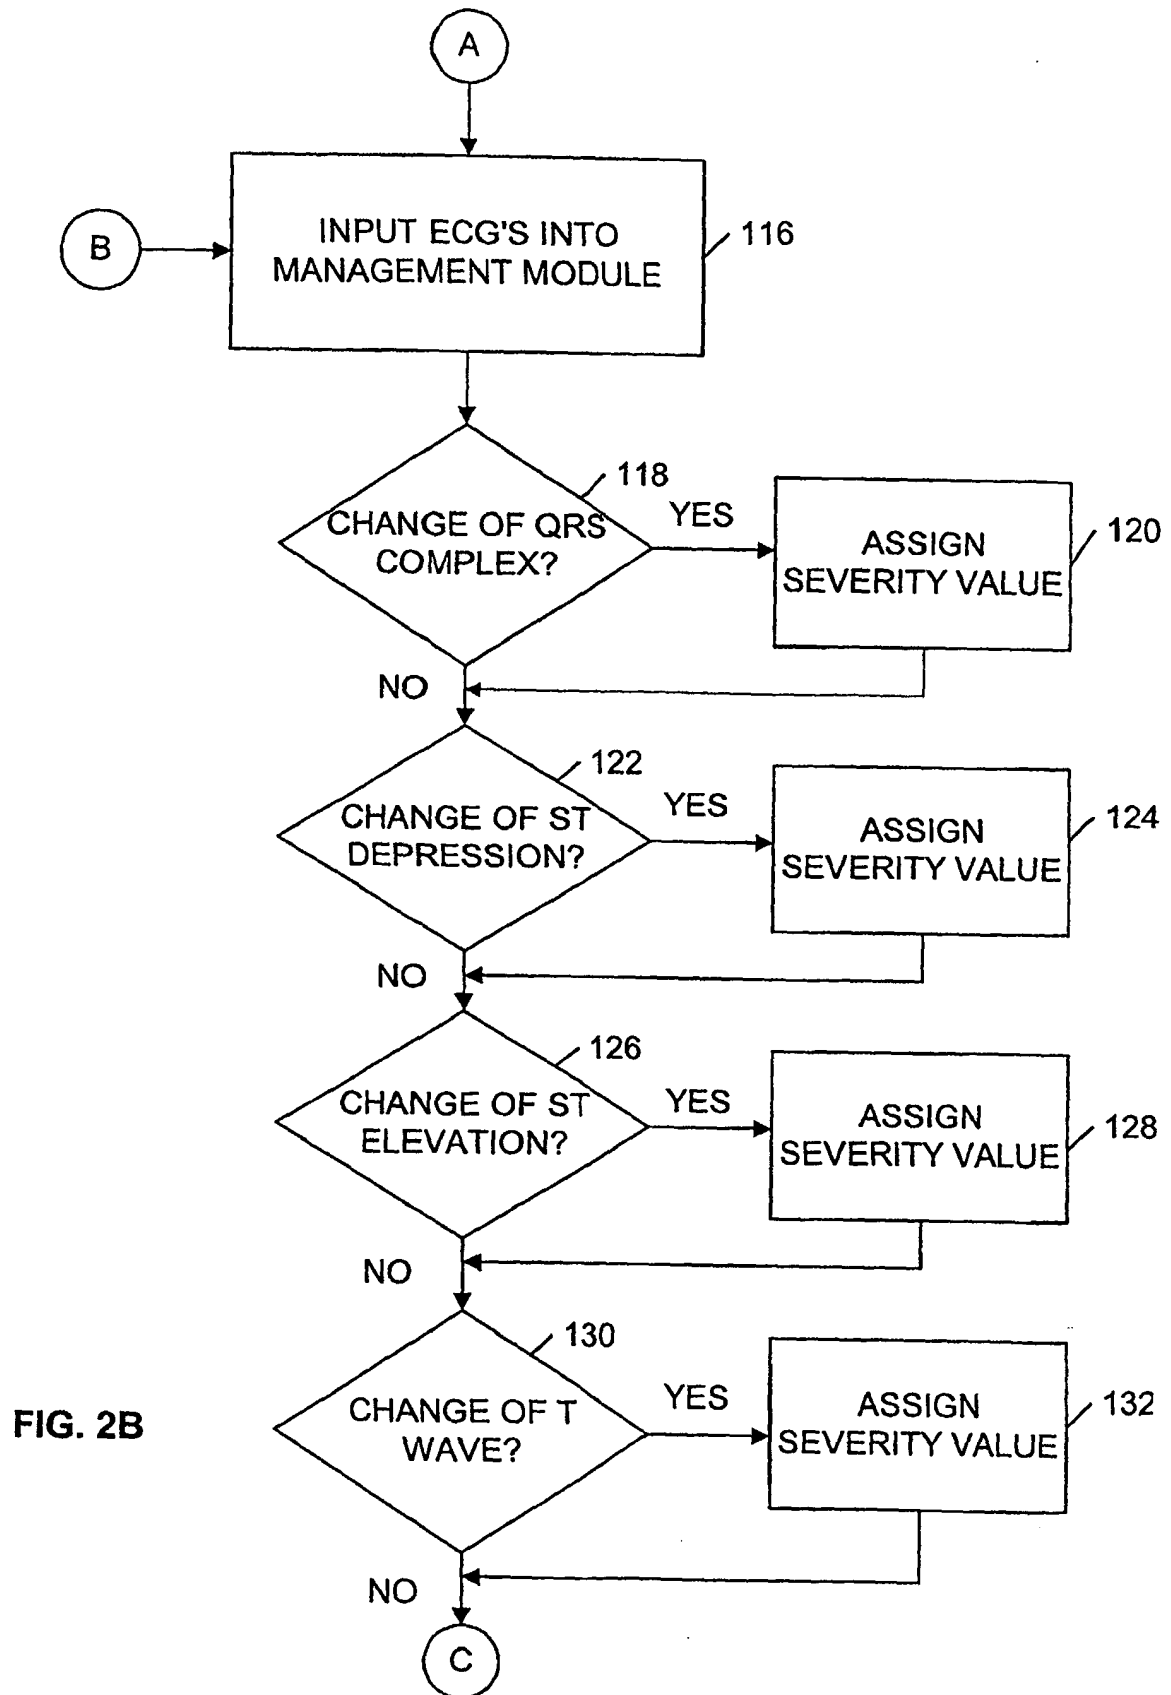 A
B
INPUT ECG'S INTO
MANAGEMENT MODULE
116
118
CHANGE OF QRS
COMPLEX?
YES
ASSIGN
SEVERITY VALUE
120
NO
122
CHANGE OF ST
DEPRESSION?
YES
ASSIGN
SEVERITY VALUE
124
NO
126
CHANGE OF ST
ELEVATION?
YES
ASSIGN
SEVERITY VALUE
128
NO
130
CHANGE OF T
WAVE?
YES
ASSIGN
SEVERITY VALUE
132
FIG. 2B
NO
C